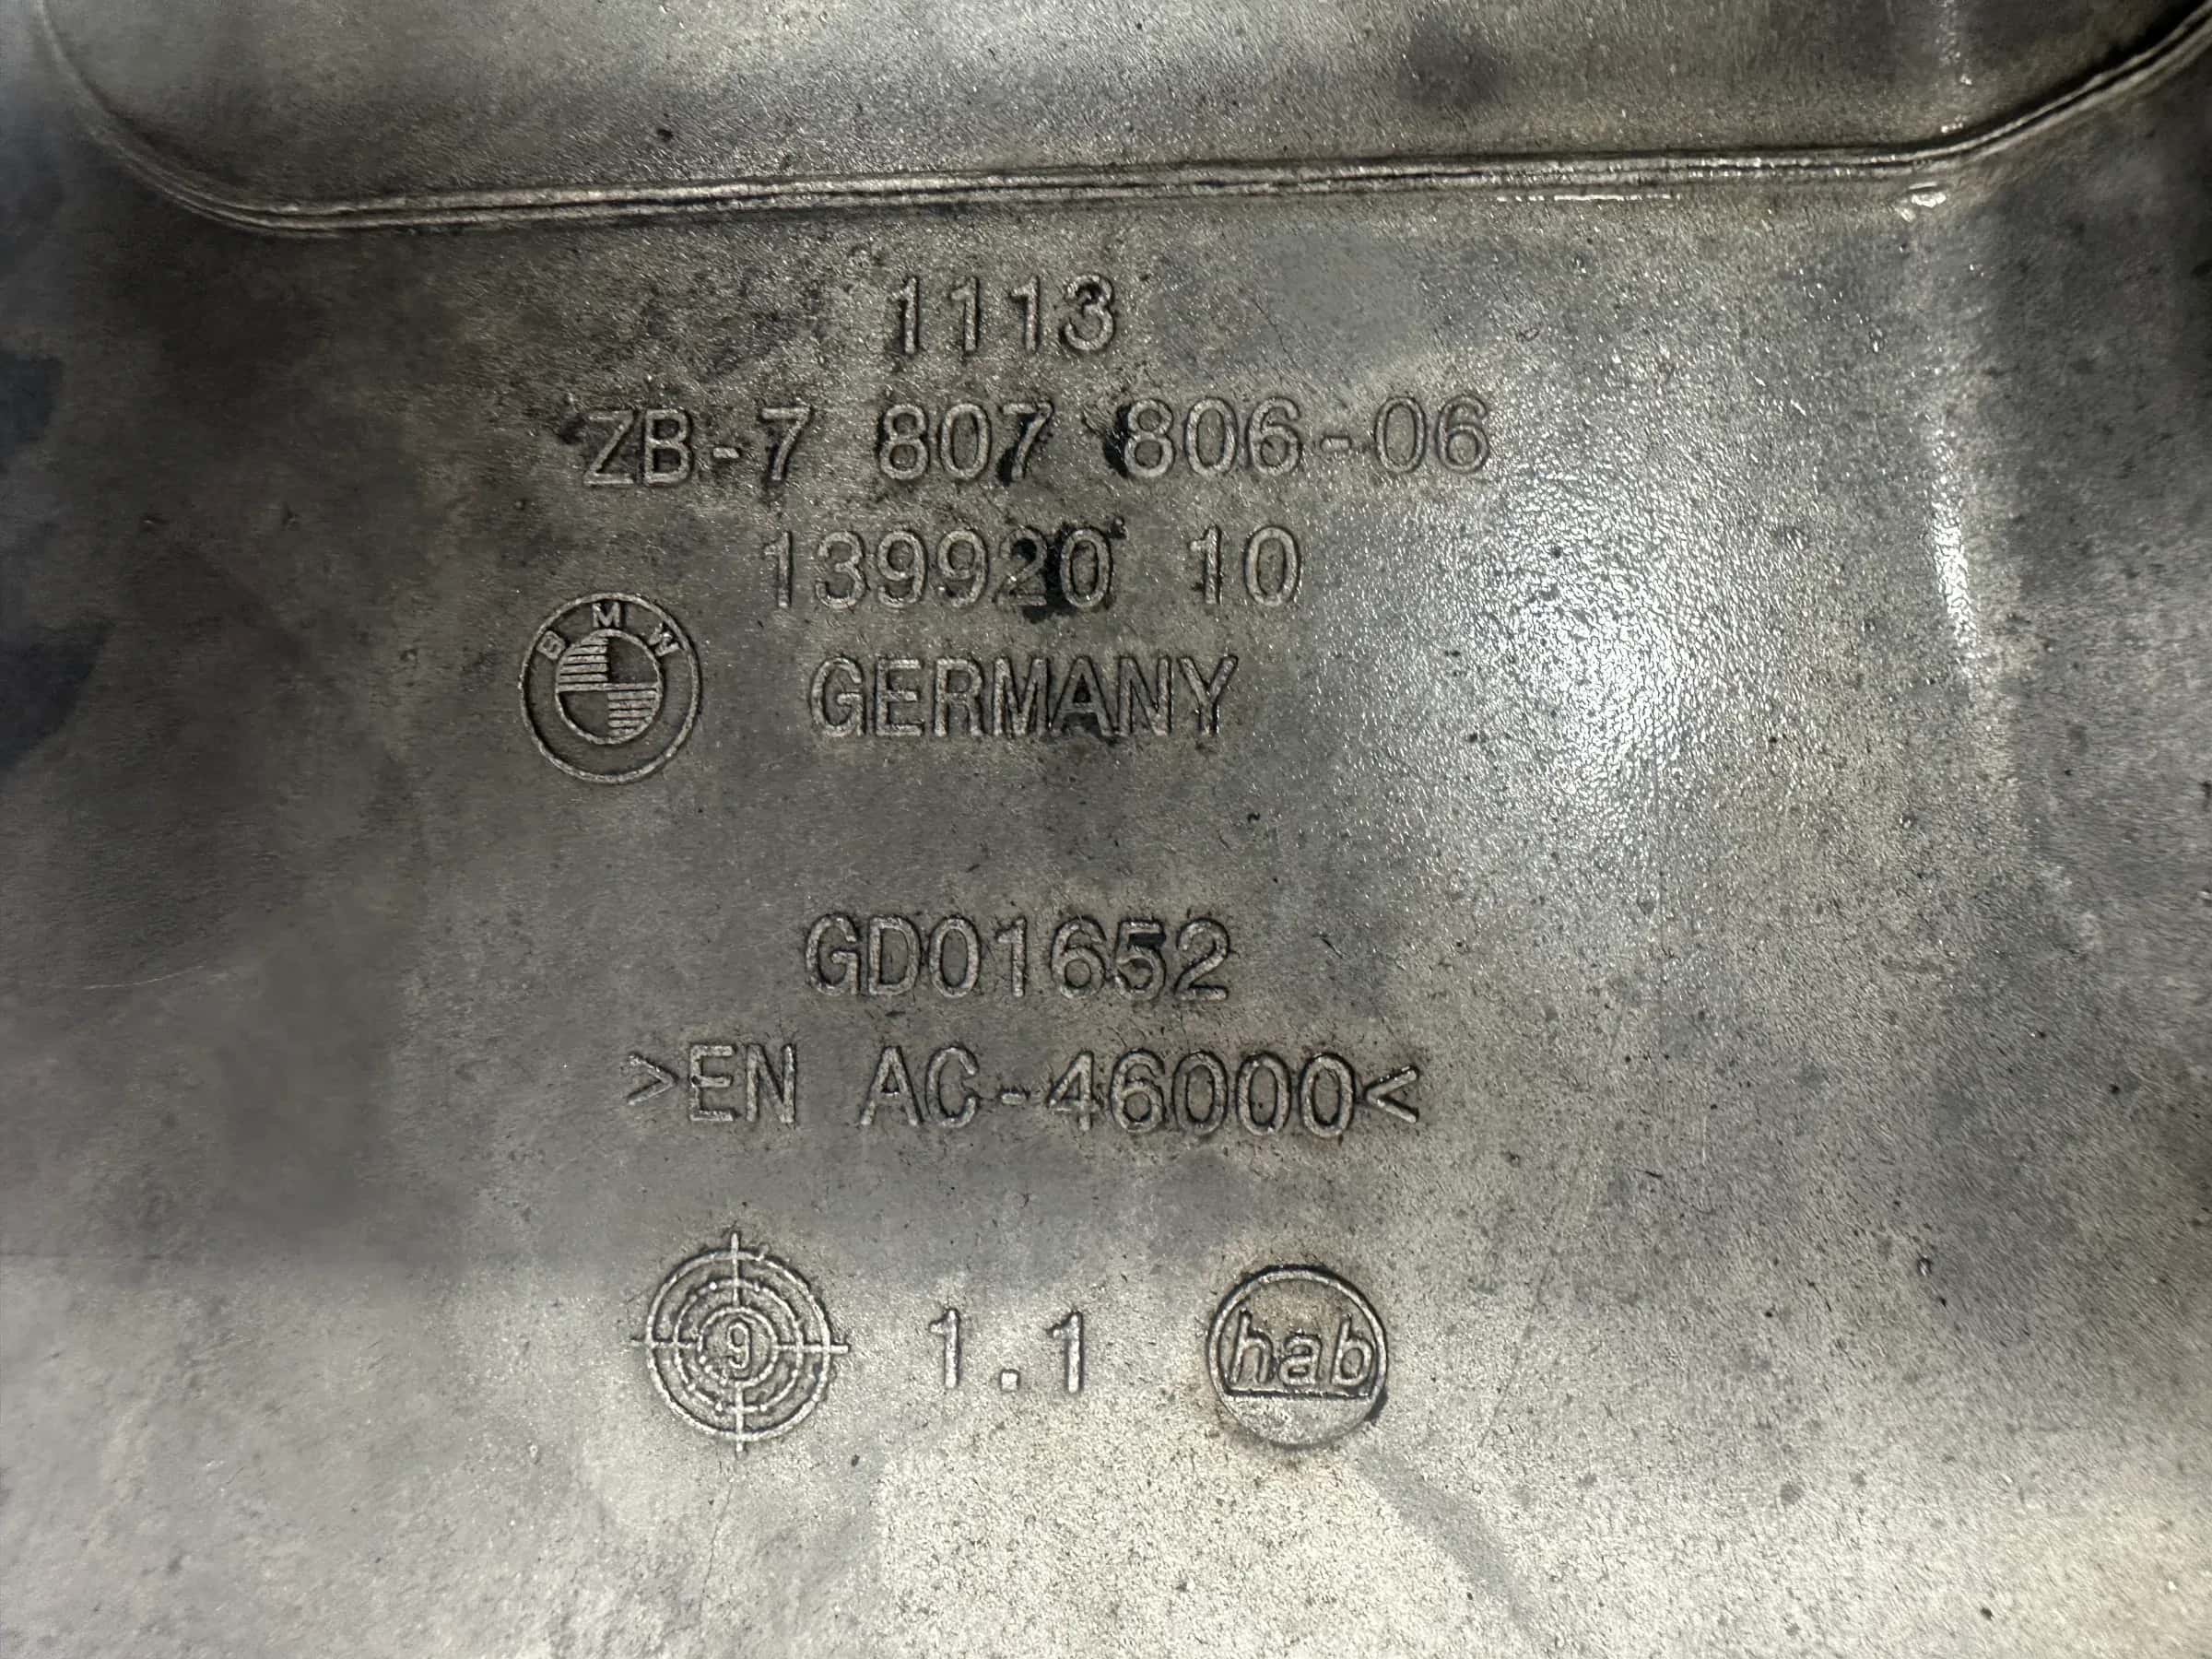 1113
ZB-7 807 806-06
139920 10
BMW
GERMANY
GD01652
>EN AC-46000<
9 1.1 hab